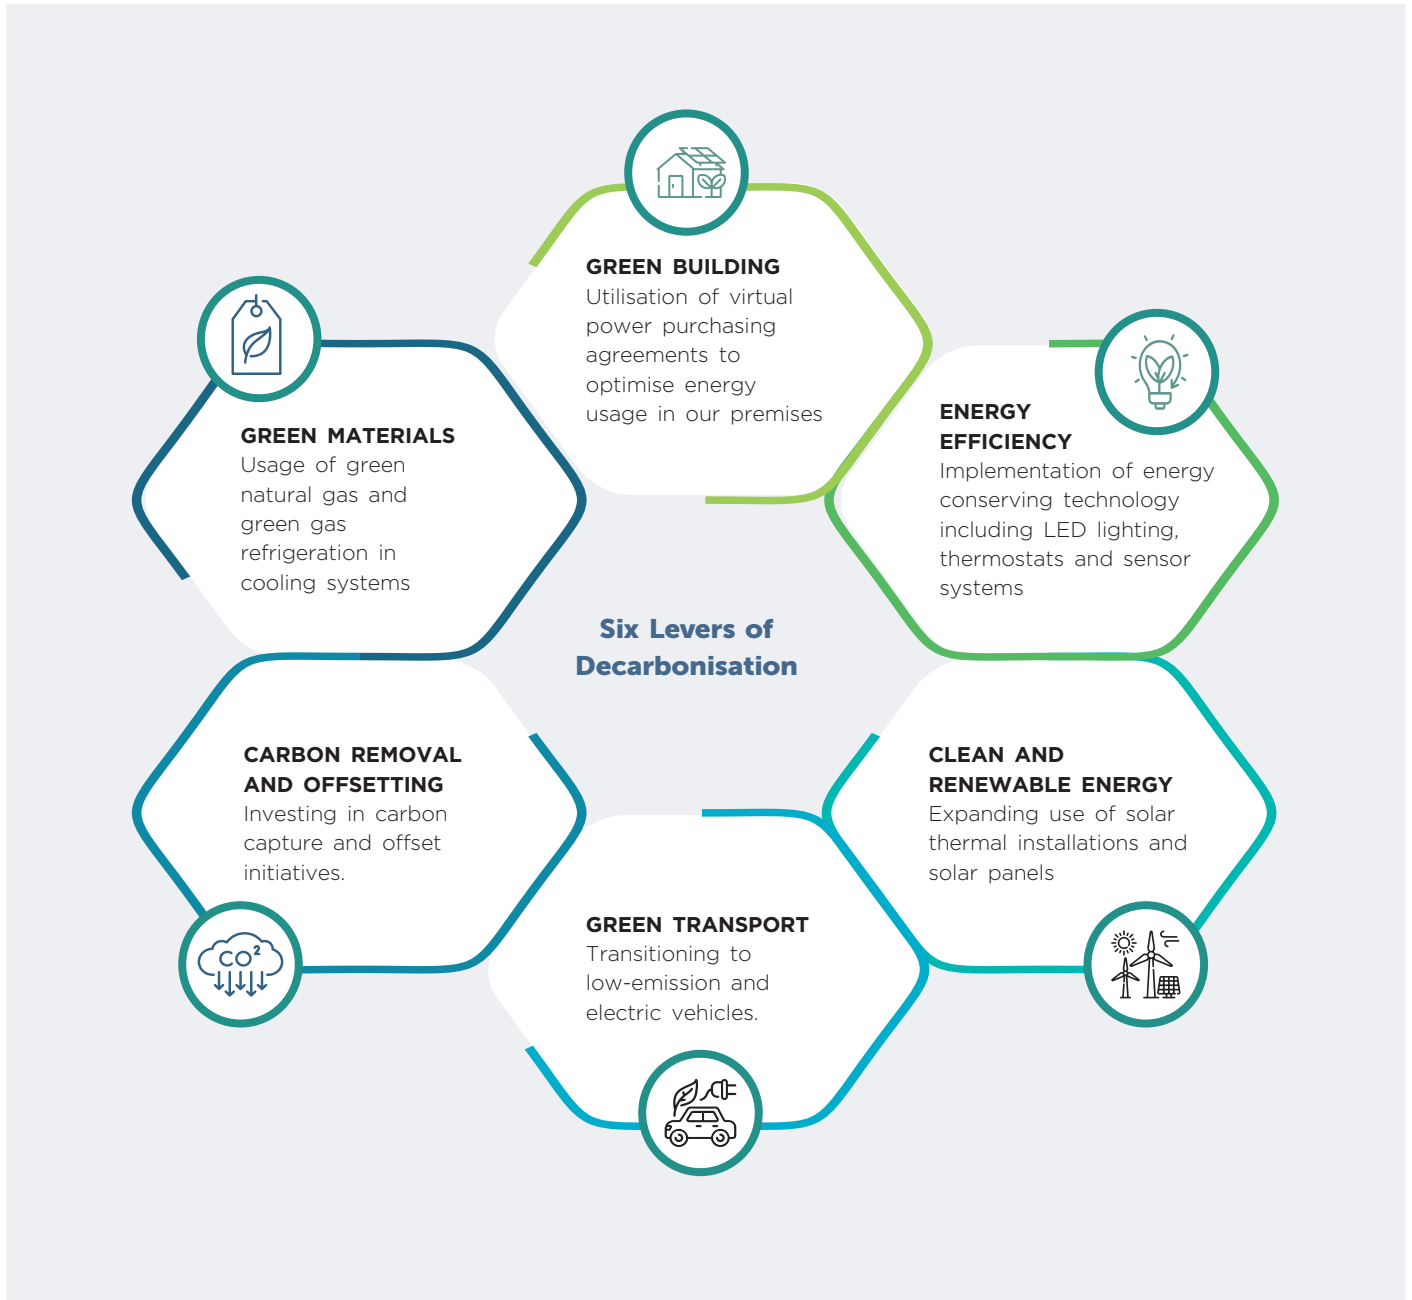 GREEN BUILDING
Utilisation of virtual
power purchasing
agreements to
optimise energy
usage in our premises
ENERGY
EFFICIENCY
Implementation of energy
conserving technology
including LED lighting,
thermostats and sensor
systems
GREEN MATERIALS
Usage of green
natural gas and
green gas
refrigeration in
cooling systems
Six Levers of
Decarbonisation
CARBON REMOVAL
AND OFFSETTING
Investing in carbon
capture and offset
initiatives.
CO²
CLEAN AND
RENEWABLE ENERGY
Expanding use of solar
thermal installations and
solar panels
GREEN TRANSPORT
Transitioning to
low-emission and
electric vehicles.